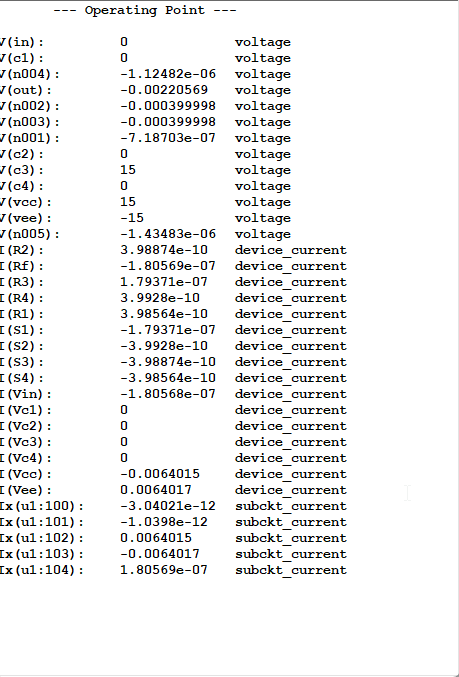 --- Operating Point ---
V(in): 0 voltage
V(c1): 0 voltage
V(n004): -1.12482e-06 voltage
V(out): -0.00220569 voltage
V(n002): -0.000399998 voltage
V(n003): -0.000399998 voltage
V(n001): -7.18703e-07 voltage
V(c2): 0 voltage
V(c3): 15 voltage
V(c4): 0 voltage
V(vcc): 15 voltage
V(vee): -15 voltage
V(n005): -1.43483e-06 voltage
I(R2): 3.98874e-10 device_current
I(Rf): -1.80569e-07 device_current
I(R3): 1.79371e-07 device_current
I(R4): 3.9928e-10 device_current
I(R1): 3.98564e-10 device_current
I(S1): -1.79371e-07 device_current
I(S2): -3.9928e-10 device_current
I(S3): -3.98874e-10 device_current
I(S4): -3.98564e-10 device_current
I(Vin): -1.80568e-07 device_current
I(Vc1): 0 device_current
I(Vc2): 0 device_current
I(Vc3): 0 device_current
I(Vc4): 0 device_current
I(Vcc): -0.0064015 device_current
I(Vee): 0.0064017 device_current
Ix(u1:100): -3.04021e-12 subckt_current
Ix(u1:101): -1.0398e-12 subckt_current
Ix(u1:102): 0.0064015 subckt_current
Ix(u1:103): -0.0064017 subckt_current
Ix(u1:104): 1.80569e-07 subckt_current